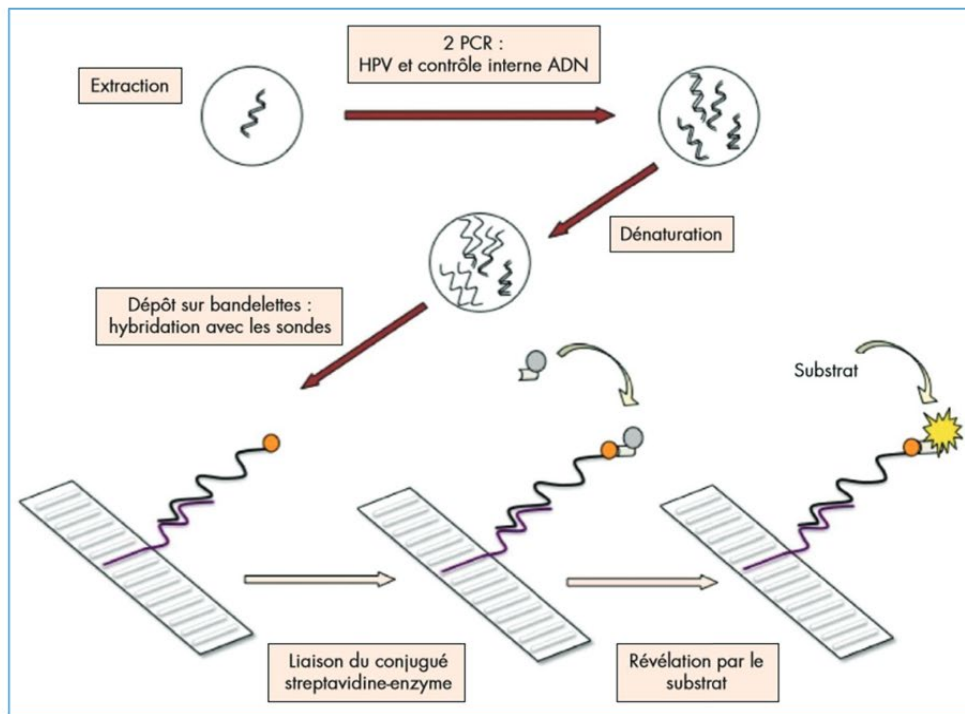 2 PCR :
HPV et contrôle interne ADN
Extraction
Dénaturation
Dépôt sur bandelettes :
hybridation avec les sondes
Substrat
Liaison du conjugué
streptavidine-enzyme
Révélation par le
substrat